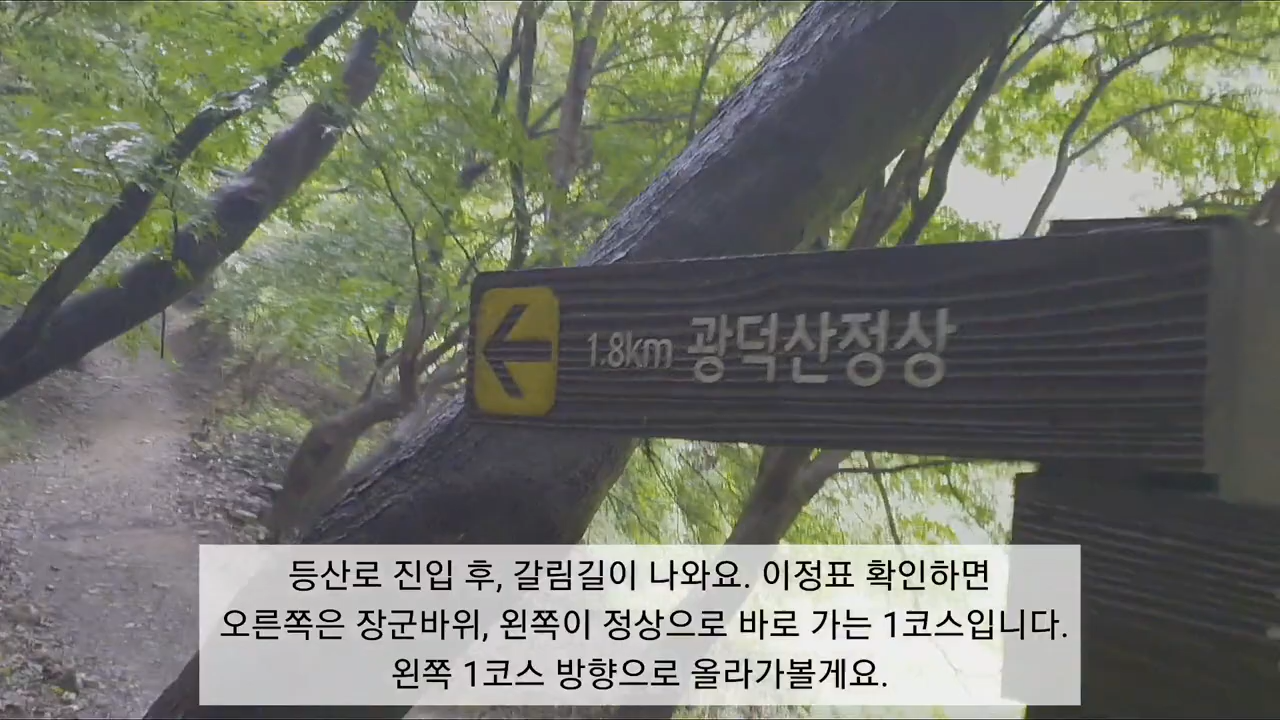 1.8km 광덕산정상
등산로 진입 후, 갈림길이 나와요. 이정표 확인하면
오른쪽은 장군바위, 왼쪽이 정상으로 바로 가는 1코스입니다.
왼쪽 1코스 방향으로 올라가볼게요.